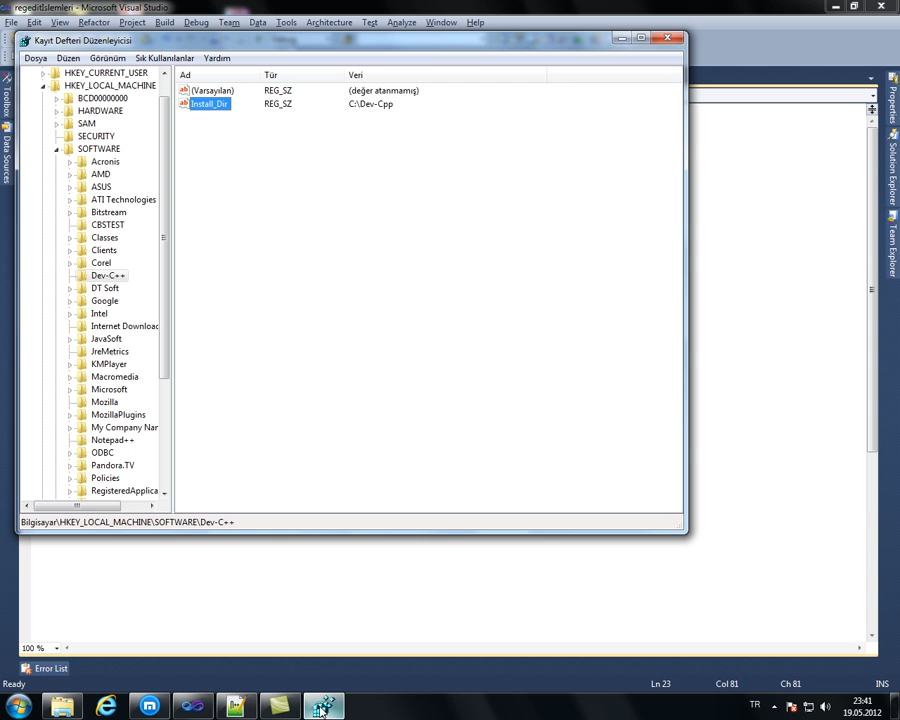 regeditİslemleri - Microsoft Visual Studio
File Edit View Refactor Project Build Debug Team Data Tools Architecture Test Analyze Window Help
Kayıt Defteri Düzenleyicisi
Dosya Düzen Görünüm Sık Kullanılanlar Yardım
HKEY_CURRENT_USER
HKEY_LOCAL_MACHINE
BCD00000000
HARDWARE
SAM
SECURITY
SOFTWARE
Acronis
AMD
ASUS
ATI Technologies
Bitstream
CBSTEST
Classes
Clients
Corel
Dev-C++
DT Soft
Google
Intel
Internet Downloa
JavaSoft
JreMetrics
KMPlayer
Macromedia
Microsoft
Mozilla
MozillaPlugins
My Company Nar
Notepad++
ODBC
Pandora.TV
Policies
RegisteredApplica
Ad Tür Veri
ab (Varsayılan) REG_SZ (değer atanmamış)
ab Install_Dir REG_SZ C:\Dev-Cpp
Bilgisayar\HKEY_LOCAL_MACHINE\SOFTWARE\Dev-C++
Toolbox
Data Sources
Properties
Solution Explorer
Team Explorer
100 %
Error List
Ready Ln 23 Col 81 Ch 81 INS
TR
23:41
19.05.2012